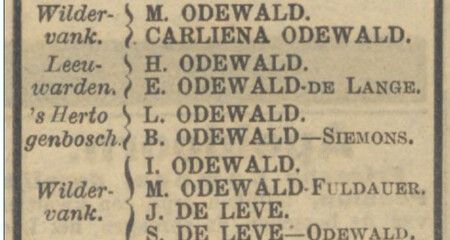 Wilder- M. ODEWALD.
vank. CARLIENA ODEWALD.
Leeu- H. ODEWALD.
warden. E. ODEWALD-DE LANGE.
's Herto L. ODEWALD.
genbosch. B. ODEWALD—SIEMONS.
I. ODEWALD.
Wilder- M. ODEWALD-FULDAUER.
vank. J. DE LEVE.
S. DE LEVE—ODEWALD.